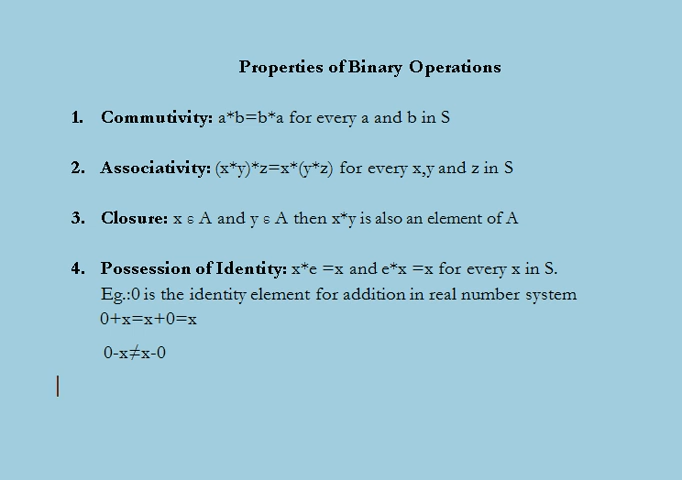 Properties of Binary Operations
1. Commutivity: a*b=b*a for every a and b in S
2. Associativity: (x*y)*z=x*(y*z) for every x,y and z in S
3. Closure: x ε A and y ε A then x*y is also an element of A
4. Possession of Identity: x*e =x and e*x =x for every x in S.
Eg.:0 is the identity element for addition in real number system
0+x=x+0=x
0-x≠x-0